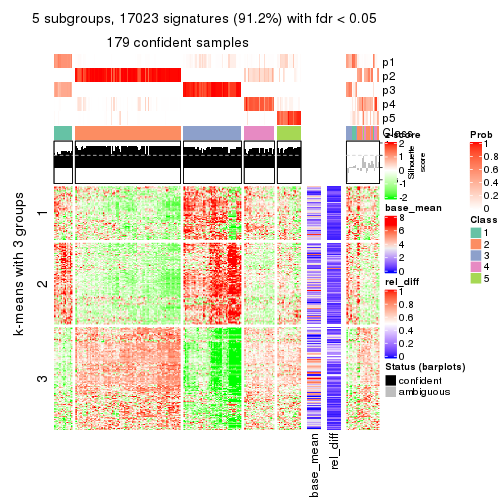 5 subgroups, 17023 signatures (91.2%) with fdr < 0.05
179 confident samples
p1
p2
p3
p4
p5
Class
z-score
2
1
0
-1
-2
Silhouette
score
Prob
1
0.8
0.6
0.4
0.2
0
base_mean
8
6
4
2
0
Class
1
2
3
4
5
rel_diff
1
0.8
0.6
0.4
0.2
0
Status (barplots)
confident
ambiguous
k-means with 3 groups
1
2
3
base_mean
rel_diff